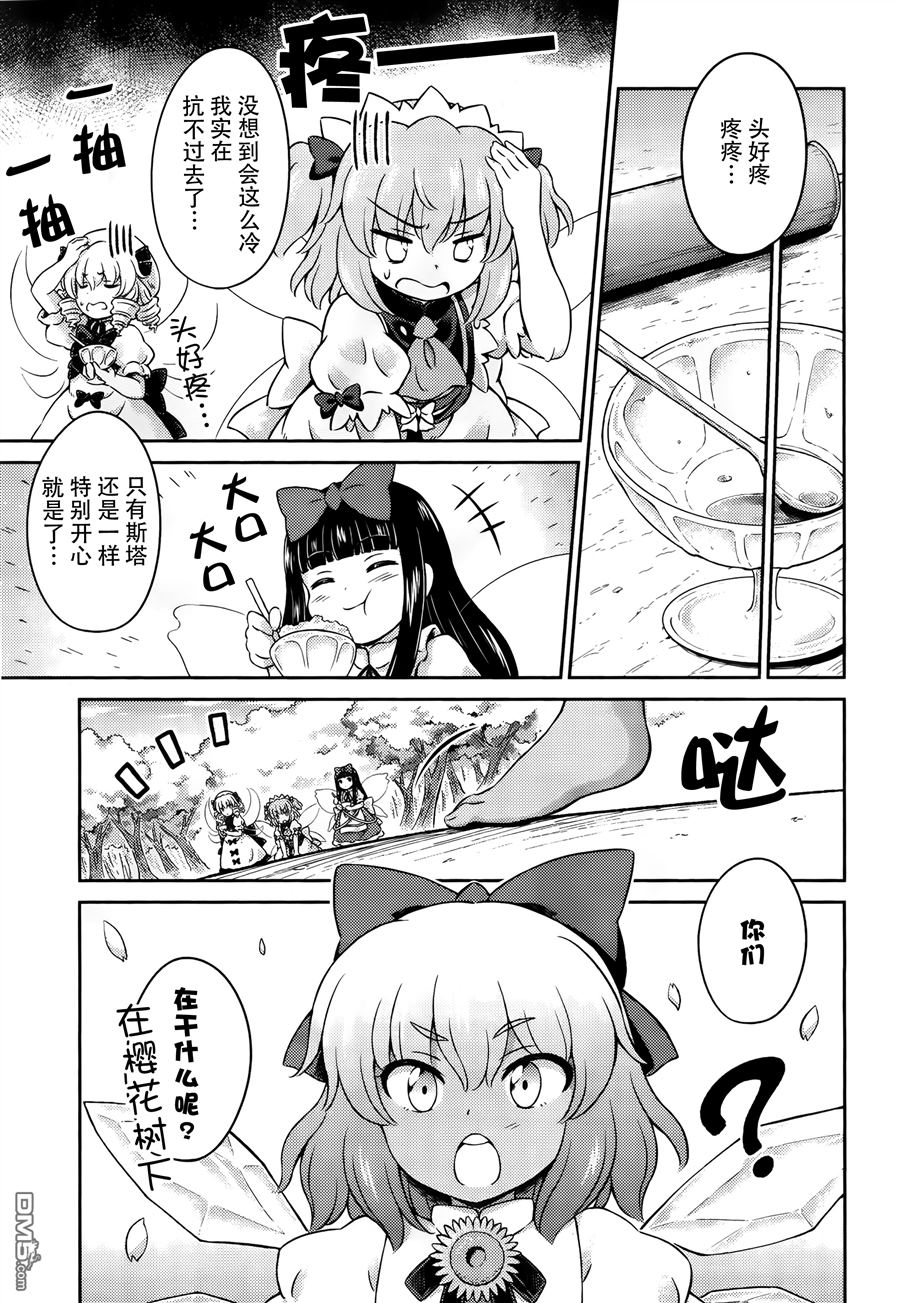 头好疼
疼疼…
疼——
没想到会这么冷
我实在
抗不过去了…
一抽
一抽
头好疼…
只有斯塔
还是一样
特别开心
就是了…
大口
大口
哒
你们
?
在干什么呢?
在樱花树下
DM5.com